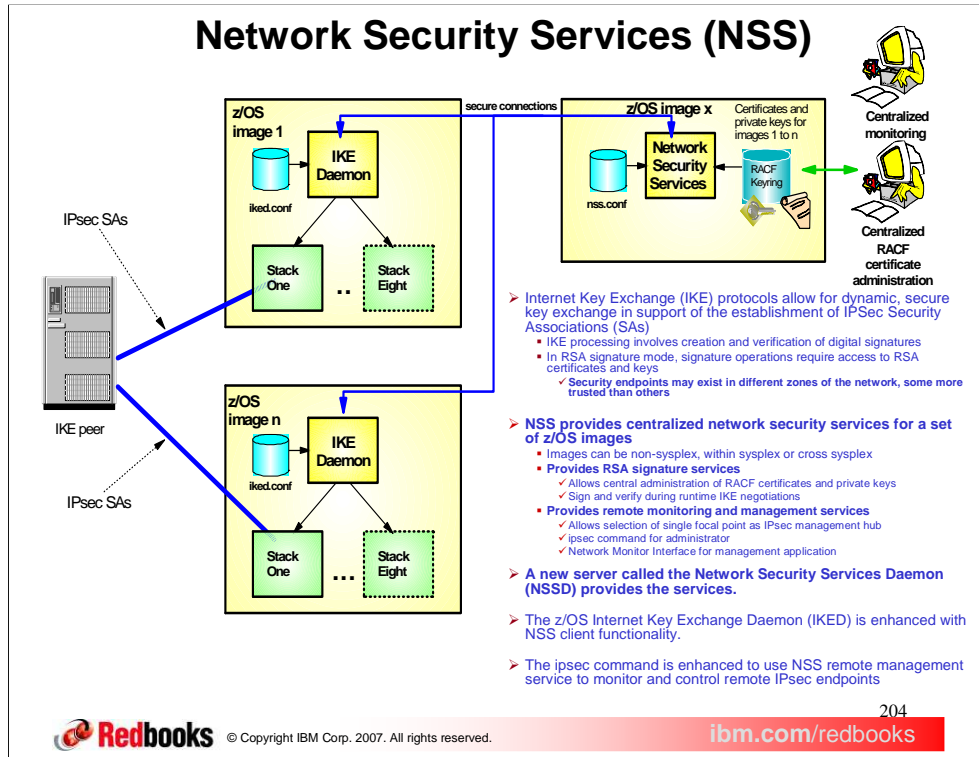 Network Security Services (NSS)
z/OS
image 1
IKE
Daemon
iked.conf
Stack
One
..
Stack
Eight
IPsec SAs
IKE peer
IPsec SAs
z/OS
image n
IKE
Daemon
iked.conf
Stack
One
...
Stack
Eight
secure connections
z/OS image x
Certificates and
private keys for
images 1 to n
Network
Security
Services
nss.conf
RACF
Keyring
Centralized
monitoring
Centralized
RACF
certificate
administration
➢ Internet Key Exchange (IKE) protocols allow for dynamic, secure
key exchange in support of the establishment of IPSec Security
Associations (SAs)
▪ IKE processing involves creation and verification of digital signatures
▪ In RSA signature mode, signature operations require access to RSA
certificates and keys
✓ Security endpoints may exist in different zones of the network, some more
trusted than others
➢ NSS provides centralized network security services for a set
of z/OS images
▪ Images can be non-sysplex, within sysplex or cross sysplex
▪ Provides RSA signature services
✓ Allows central administration of RACF certificates and private keys
✓ Sign and verify during runtime IKE negotiations
▪ Provides remote monitoring and management services
✓ Allows selection of single focal point as IPsec management hub
✓ ipsec command for administrator
✓ Network Monitor Interface for management application
➢ A new server called the Network Security Services Daemon
(NSSD) provides the services.
➢ The z/OS Internet Key Exchange Daemon (IKED) is enhanced with
NSS client functionality.
➢ The ipsec command is enhanced to use NSS remote management
service to monitor and control remote IPsec endpoints
204
Redbooks
© Copyright IBM Corp. 2007. All rights reserved.
ibm.com/redbooks